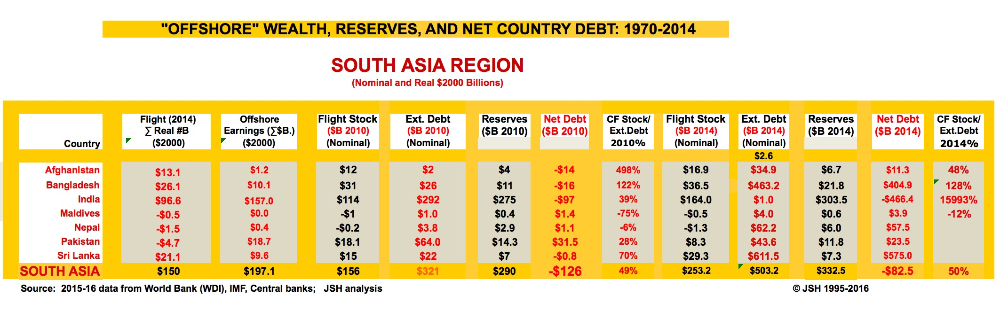 "OFFSHORE" WEALTH, RESERVES, AND NET COUNTRY DEBT: 1970-2014
SOUTH ASIA REGION
(Nominal and Real $2000 Billions)
Country Flight (2014) ∑ Real #B ($2000) Offshore Earnings (∑$B.) ($2000) Flight Stock ($B 2010) (Nominal) Ext. Debt ($B 2010) (Nominal) Reserves ($B 2010) Net Debt ($B 2010) CF Stock/ Ext.Debt 2010% Flight Stock ($B 2014) (Nominal) Ext. Debt ($B 2014) (Nominal) Reserves ($B 2014) Net Debt ($B 2014) CF Stock/ Ext.Debt 2014%
$2.6
Afghanistan $13.1 $1.2 $12 $2 $4 -$14 498% $16.9 $34.9 $6.7 $11.3 48%
Bangladesh $26.1 $10.1 $31 $26 $11 -$16 122% $36.5 $463.2 $21.8 $404.9 128%
India $96.6 $157.0 $114 $292 $275 -$97 39% $164.0 $1.0 $303.5 -$466.4 15993%
Maldives -$0.5 $0.0 -$1 $1.0 $0.4 $1.4 -75% -$0.5 $4.0 $0.6 $3.9 -12%
Nepal -$1.5 $0.4 -$0.2 $3.8 $2.9 $1.1 -6% -$1.3 $62.2 $6.0 $57.5
Pakistan -$4.7 $18.7 $18.1 $64.0 $14.3 $31.5 28% $8.3 $43.6 $11.8 $23.5
Sri Lanka $21.1 $9.6 $15 $22 $7 -$0.8 70% $29.3 $611.5 $7.3 $575.0
SOUTH ASIA $150 $197.1 $156 $321 $290 -$126 49% $253.2 $503.2 $332.5 -$82.5 50%
Source: 2015-16 data from World Bank (WDI), IMF, Central banks; JSH analysis
© JSH 1995-2016